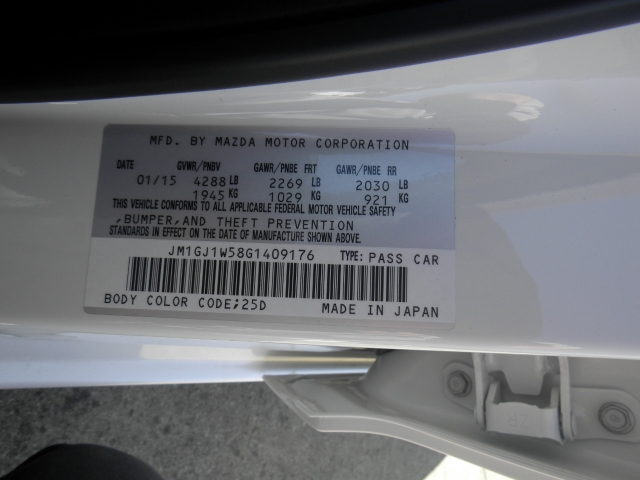 MFD. BY MAZDA MOTOR CORPORATION
DATE GVWR/PNBV GAWR/PNBE FRT GAWR/PNBE RR
01/15 4288 LB 2269 LB 2030 LB
1945 KG 1029 KG 921 KG
THIS VEHICLE CONFORMS TO ALL APPLICABLE FEDERAL MOTOR VEHICLE SAFETY
,BUMPER,AND THEFT PREVENTION
STANDARDS IN EFFECT ON THE DATE OF MANUFACTURE SHOWN ABOVE.
JM1GJ1W58G1409176 TYPE: PASS CAR
BODY COLOR CODE;25D MADE IN JAPAN